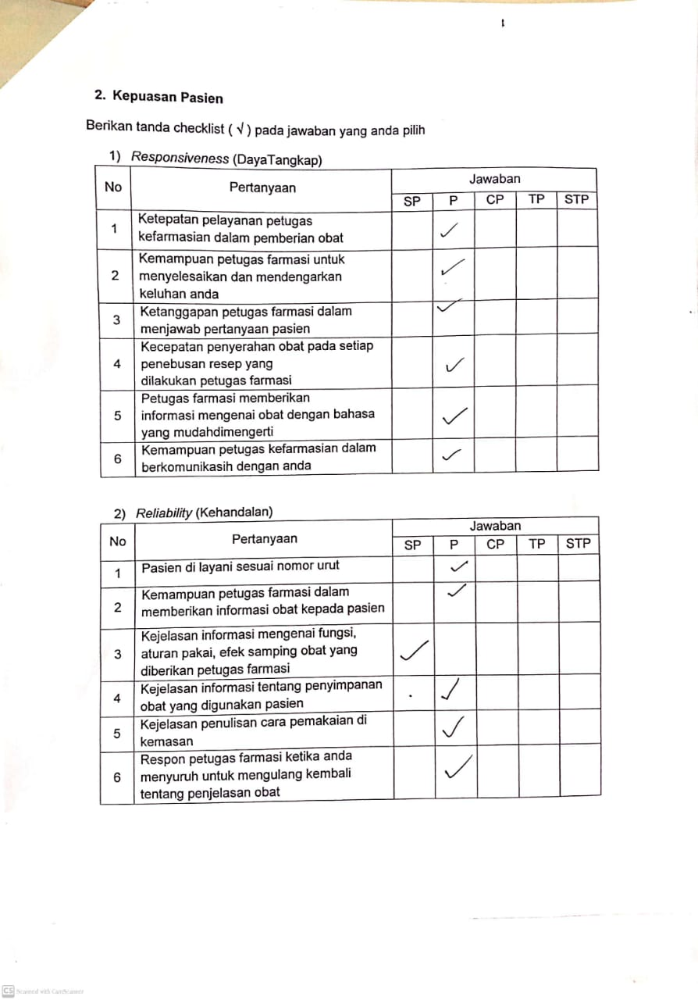 2. Kepuasan Pasien
Berikan tanda checklist ( √ ) pada jawaban yang anda pilih
1) Responsiveness (DayaTangkap)
No Pertanyaan Jawaban
SP P CP TP STP
1 Ketepatan pelayanan petugas
kefarmasian dalam pemberian obat ✓
2 Kemampuan petugas farmasi untuk
menyelesaikan dan mendengarkan ✓
keluhan anda
3 Ketanggapan petugas farmasi dalam ✓
menjawab pertanyaan pasien
4 Kecepatan penyerahan obat pada setiap
penebusan resep yang ✓
dilakukan petugas farmasi
5 Petugas farmasi memberikan
informasi mengenai obat dengan bahasa ✓
yang mudahdimengerti
6 Kemampuan petugas kefarmasian dalam ✓
berkomunikasih dengan anda
2) Reliability (Kehandalan)
No Pertanyaan Jawaban
SP P CP TP STP
1 Pasien di layani sesuai nomor urut ✓
2 Kemampuan petugas farmasi dalam ✓
memberikan informasi obat kepada pasien
3 Kejelasan informasi mengenai fungsi,
aturan pakai, efek samping obat yang ✓
diberikan petugas farmasi
4 Kejelasan informasi tentang penyimpanan ✓
obat yang digunakan pasien
5 Kejelasan penulisan cara pemakaian di ✓
kemasan
6 Respon petugas farmasi ketika anda
menyuruh untuk mengulang kembali ✓
tentang penjelasan obat
CS Scanned with CamScanner